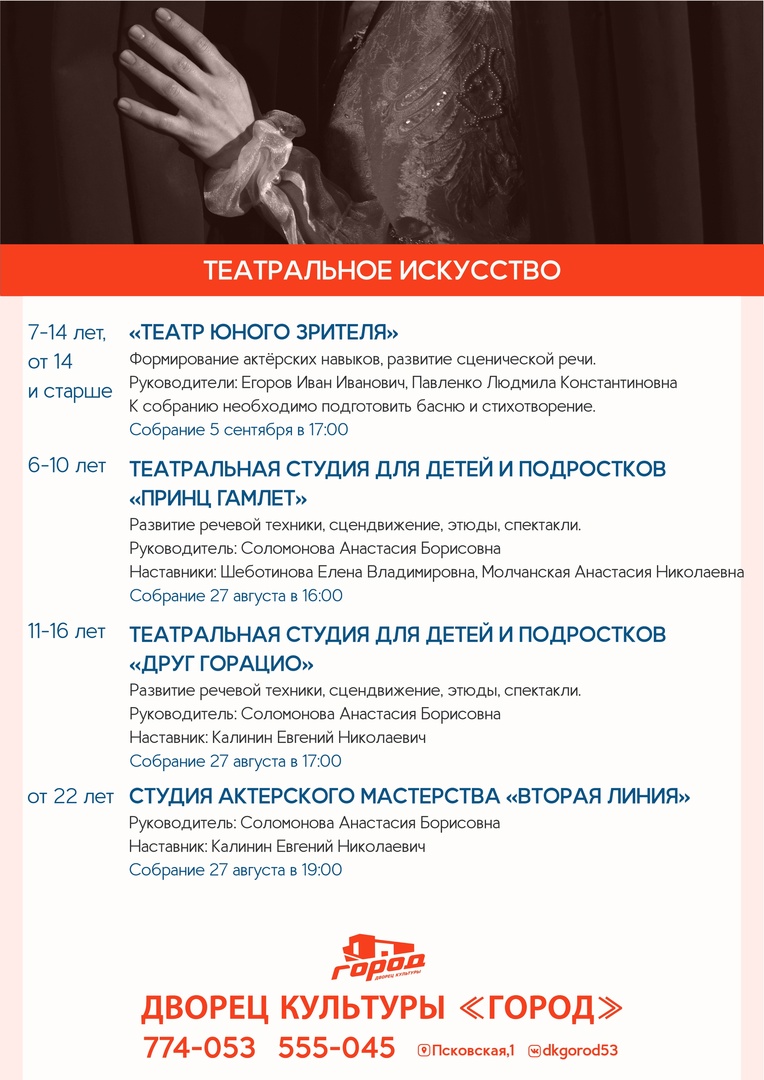 ТЕАТРАЛЬНОЕ ИСКУССТВО
7-14 лет,
от 14
и старше
«ТЕАТР ЮНОГО ЗРИТЕЛЯ»
Формирование актёрских навыков, развитие сценической речи.
Руководители: Егоров Иван Иванович, Павленко Людмила Константиновна
К собранию необходимо подготовить басню и стихотворение.
Собрание 5 сентября в 17:00
6-10 лет
ТЕАТРАЛЬНАЯ СТУДИЯ ДЛЯ ДЕТЕЙ И ПОДРОСТКОВ
«ПРИНЦ ГАМЛЕТ»
Развитие речевой техники, сцендвижение, этюды, спектакли.
Руководитель: Соломонова Анастасия Борисовна
Наставники: Шеботинова Елена Владимировна, Молчанская Анастасия Николаевна
Собрание 27 августа в 16:00
11-16 лет
ТЕАТРАЛЬНАЯ СТУДИЯ ДЛЯ ДЕТЕЙ И ПОДРОСТКОВ
«ДРУГ ГОРАЦИО»
Развитие речевой техники, сцендвижение, этюды, спектакли.
Руководитель: Соломонова Анастасия Борисовна
Наставник: Калинин Евгений Николаевич
Собрание 27 августа в 17:00
от 22 лет
СТУДИЯ АКТЕРСКОГО МАСТЕРСТВА «ВТОРАЯ ЛИНИЯ»
Руководитель: Соломонова Анастасия Борисовна
Наставник: Калинин Евгений Николаевич
Собрание 27 августа в 19:00
город
ДВОРЕЦ КУЛЬТУРЫ
ДВОРЕЦ КУЛЬТУРЫ «ГОРОД»
774-053 555-045 Псковская,1 dkgorod53